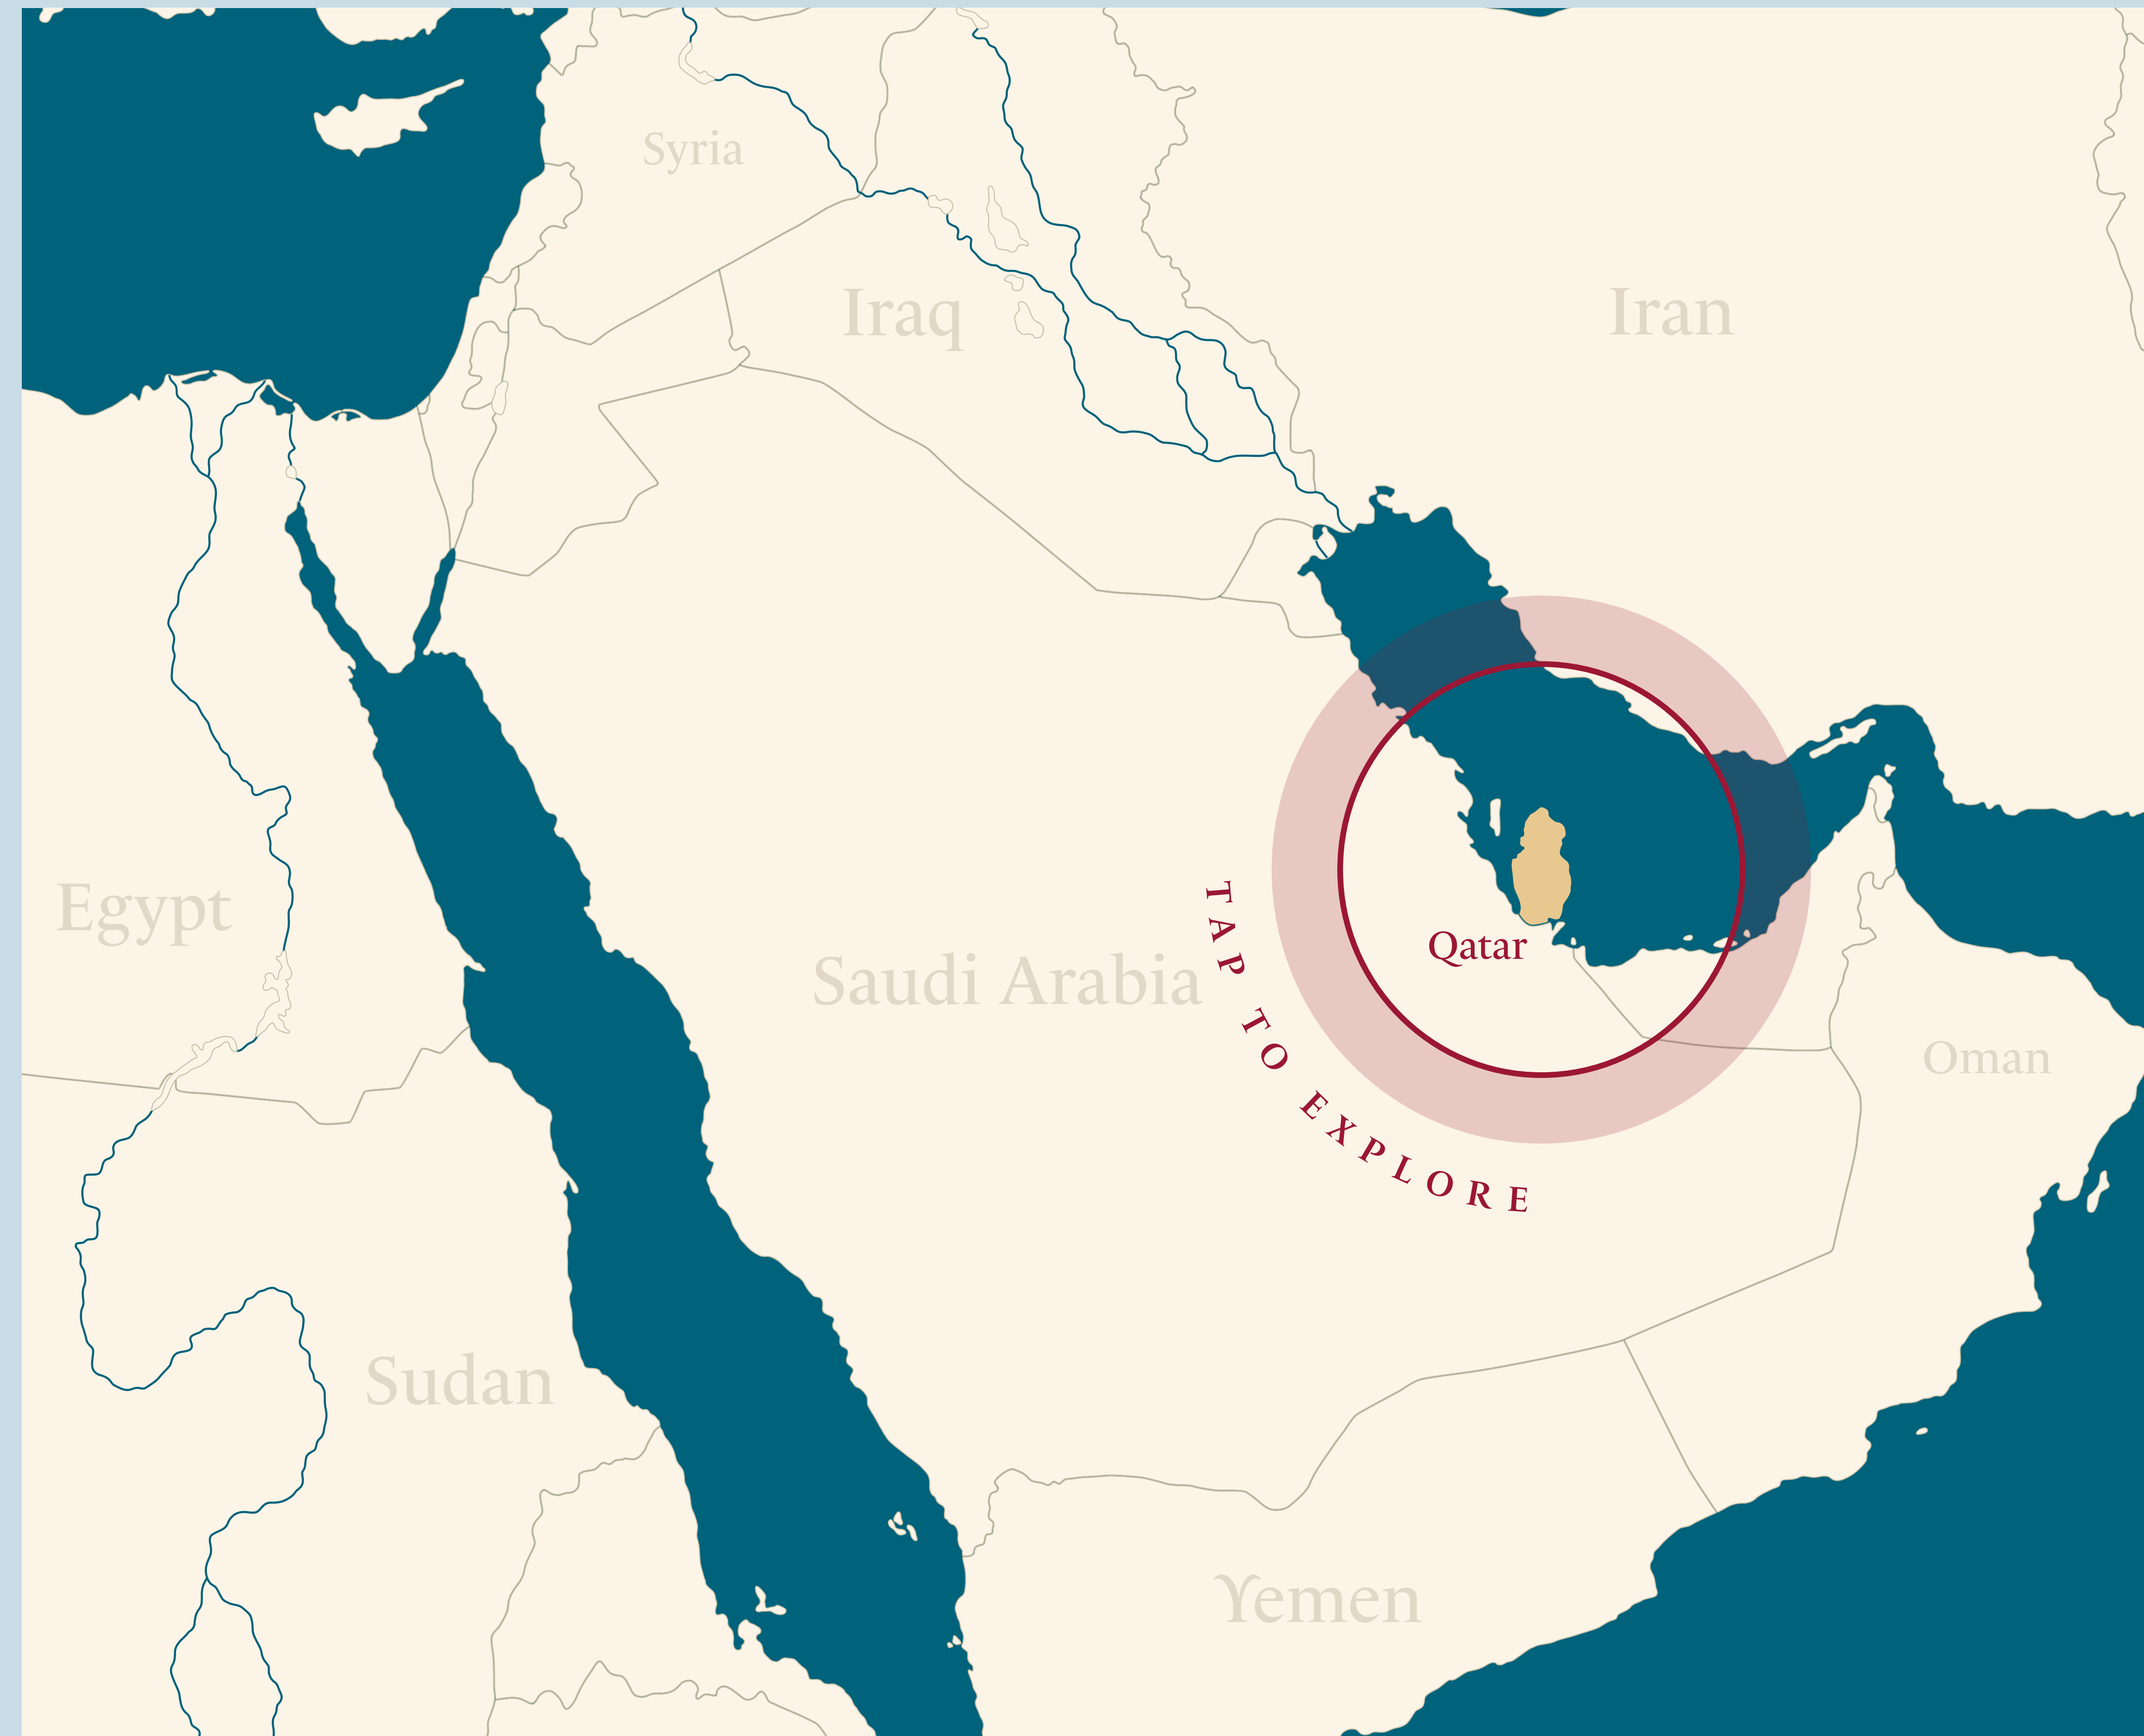 Syria
Iraq
Iran
Egypt
Saudi Arabia
Qatar
TAP TO EXPLORE
Oman
Sudan
Yemen